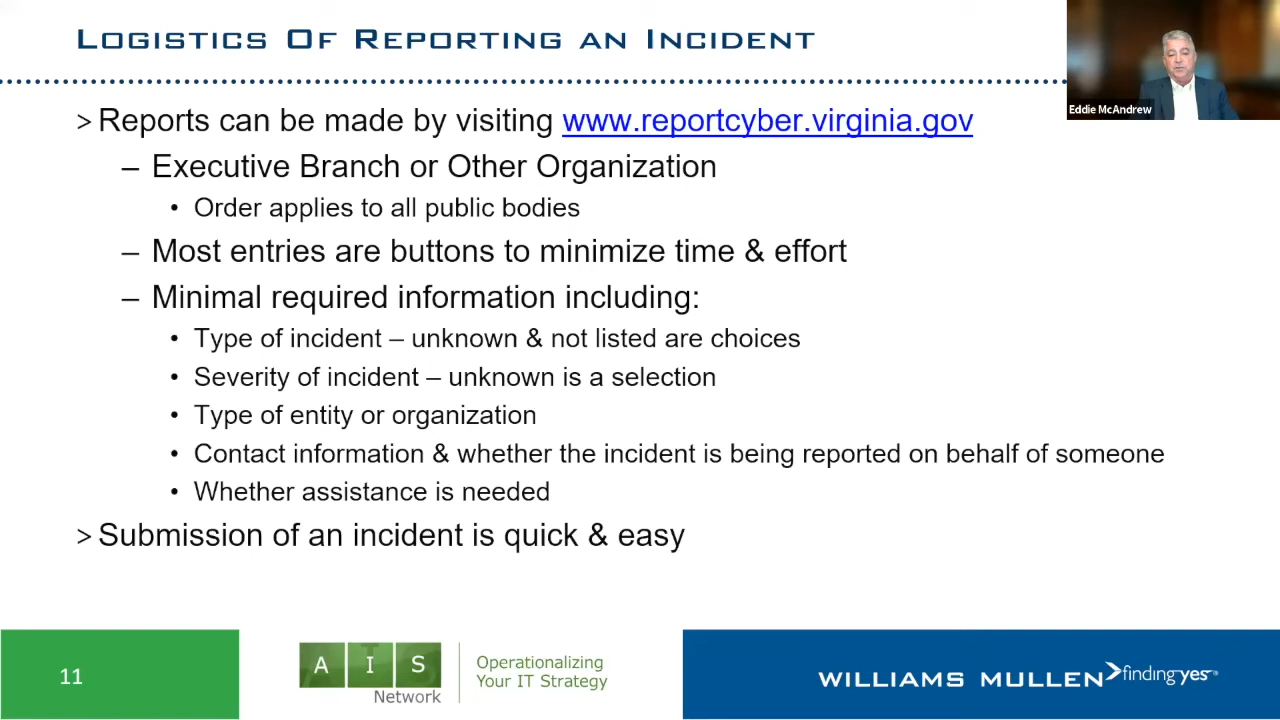 LOGISTICS OF REPORTING AN INCIDENT
Eddie McAndrew
> Reports can be made by visiting www.reportcyber.virginia.gov
– Executive Branch or Other Organization
• Order applies to all public bodies
– Most entries are buttons to minimize time & effort
– Minimal required information including:
• Type of incident – unknown & not listed are choices
• Severity of incident – unknown is a selection
• Type of entity or organization
• Contact information & whether the incident is being reported on behalf of someone
• Whether assistance is needed
> Submission of an incident is quick & easy
11
A I S
Network
Operationalizing
Your IT Strategy
WILLIAMS MULLEN finding yes®